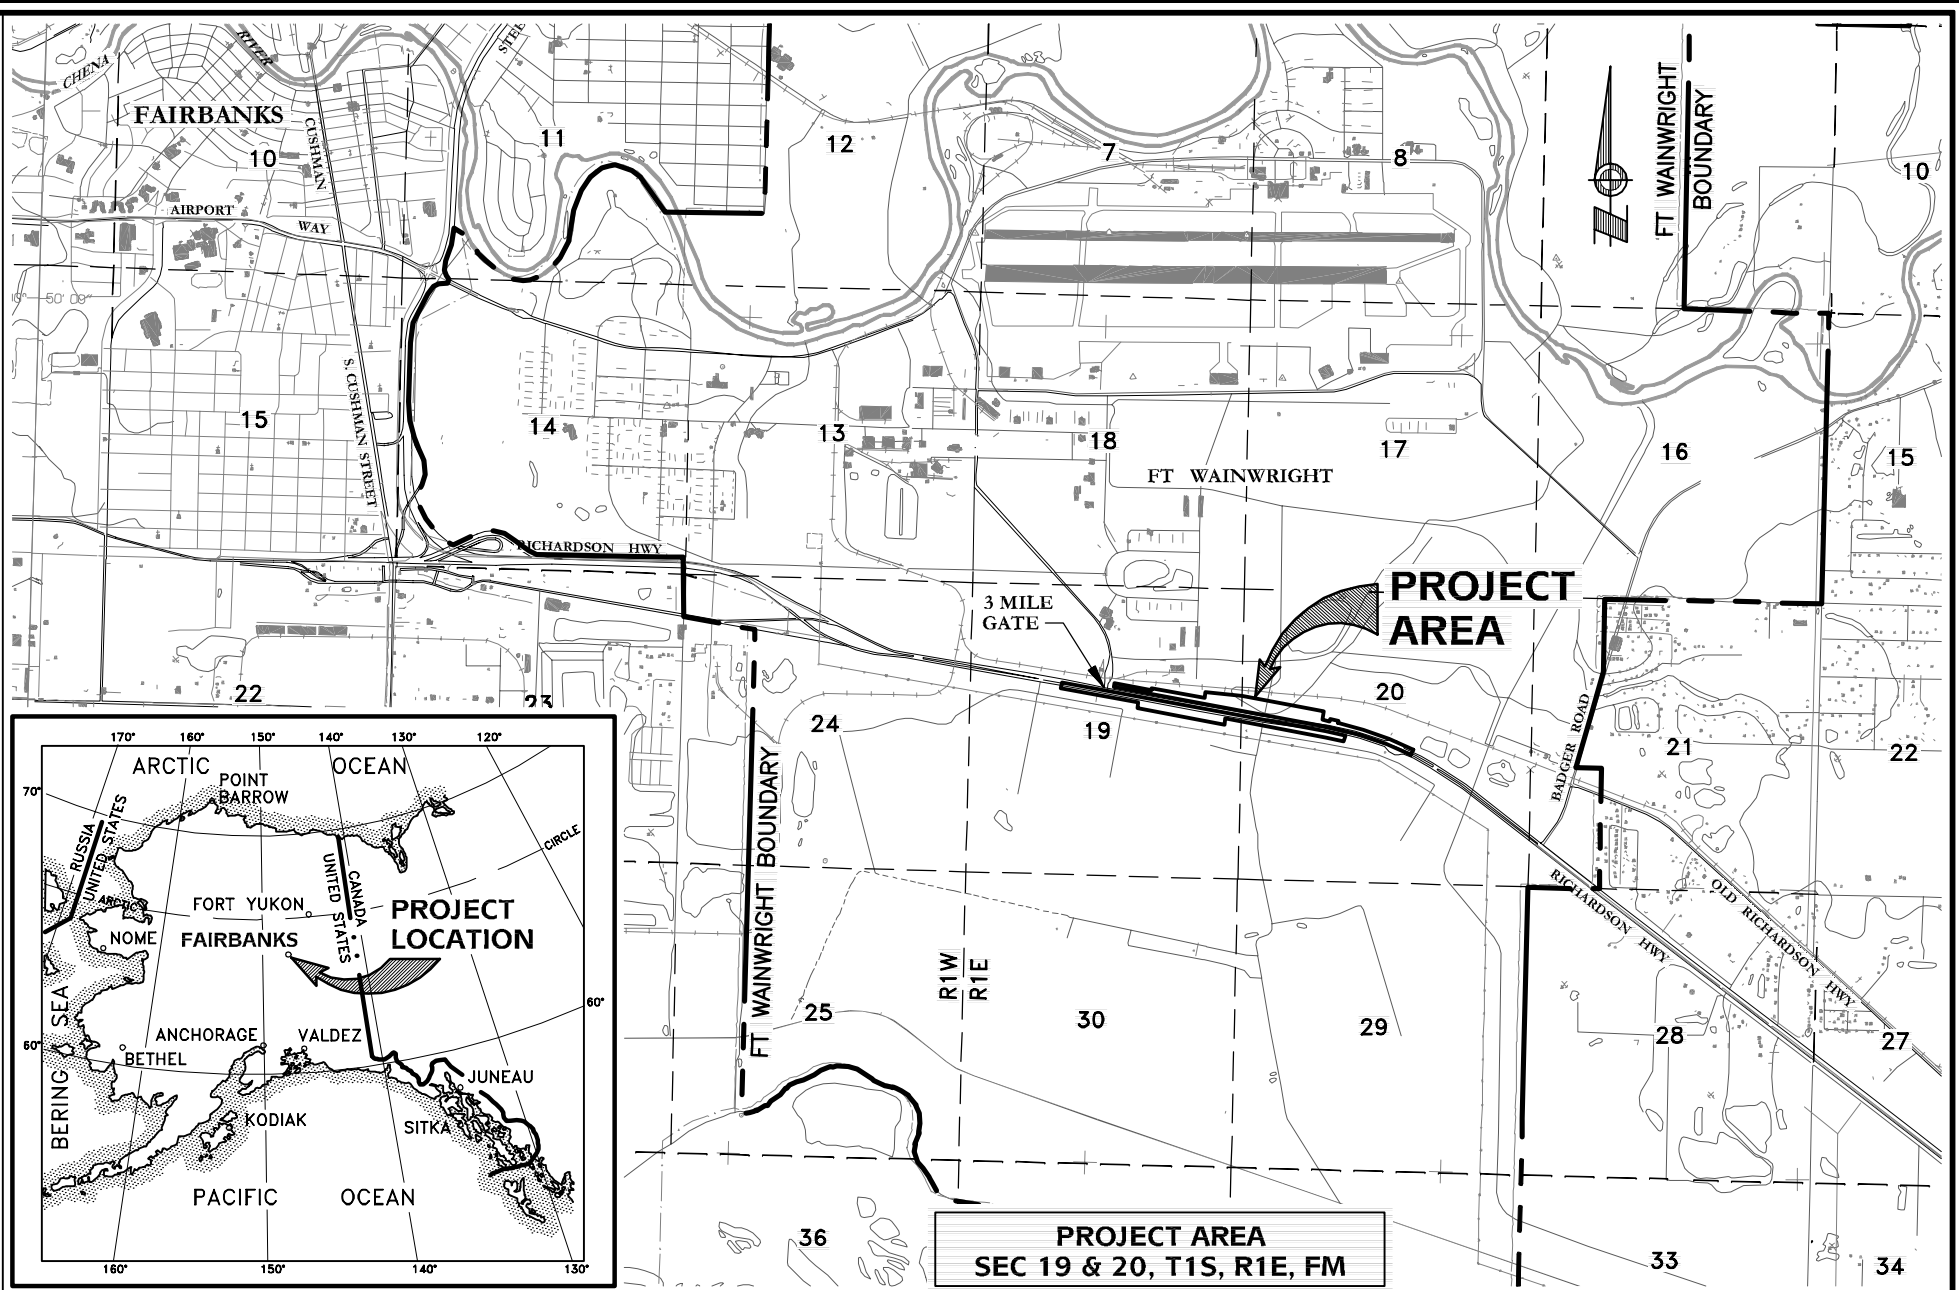 CHENA
RIVER
FAIRBANKS
10
CUSHMAN
11
12
7
8
FT WAINWRIGHT
BOUNDARY
10
AIRPORT
WAY
50' 09"
15
S. CUSHMAN STREET
14
13
18
17
16
15
FT WAINWRIGHT
RICHARDSON HWY
3 MILE
GATE
PROJECT
AREA
22
23
24
19
20
21
22
BADGER ROAD
FT WAINWRIGHT BOUNDARY
OLD RICHARDSON HWY
RICHARDSON HWY
R1W
R1E
25
30
29
28
27
36
33
34
PROJECT AREA
SEC 19 & 20, T1S, R1E, FM
170° 160° 150° 140° 130° 120°
ARCTIC OCEAN
POINT
BARROW
70°
RUSSIA
UNITED STATES
CIRCLE
ARCTIC
UNITED STATES
CANADA
FORT YUKON
PROJECT
LOCATION
NOME
FAIRBANKS
60°
BERING SEA
ANCHORAGE
VALDEZ
60°
BETHEL
JUNEAU
KODIAK
SITKA
PACIFIC OCEAN
160° 150° 140° 130°